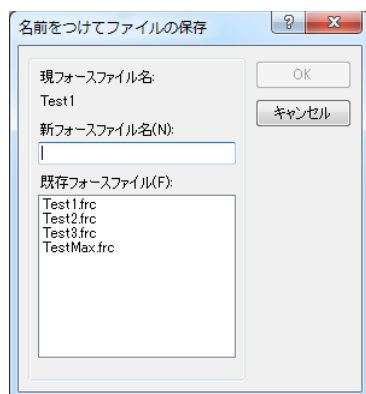 名前をつけてファイルの保存
?
現フォースファイル名:
OK
Test1
キャンセル
新フォースファイル名(N):
既存フォースファイル(F):
Test1.frc
Test2.frc
Test3.frc
TestMax.frc